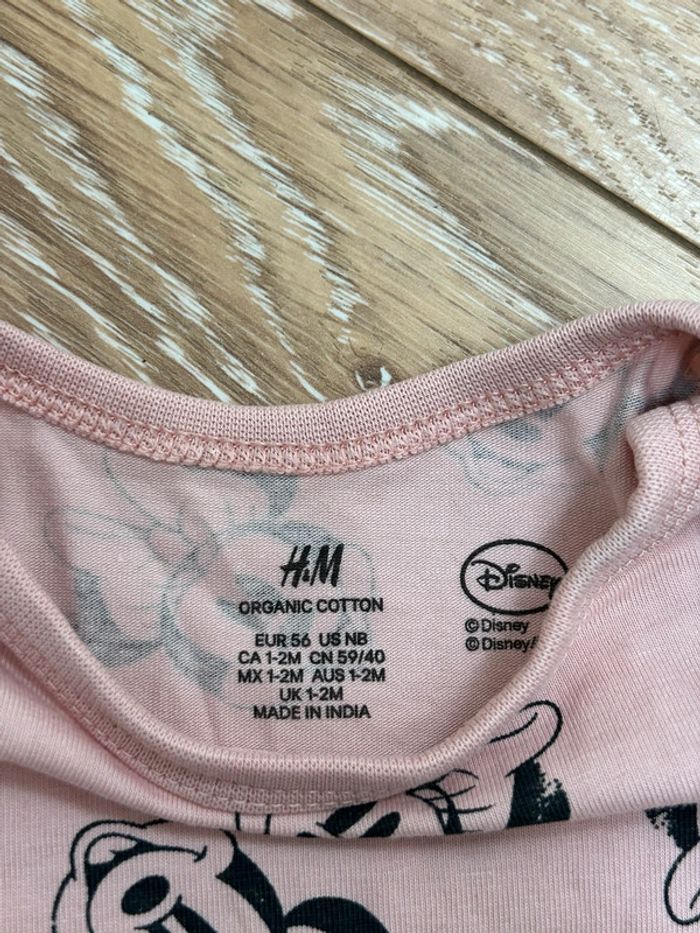 H&M
ORGANIC COTTON
EUR 56 US NB
CA 1-2M CN 59/40
MX 1-2M AUS 1-2M
UK 1-2M
MADE IN INDIA
Disney
© Disney
© Disney/